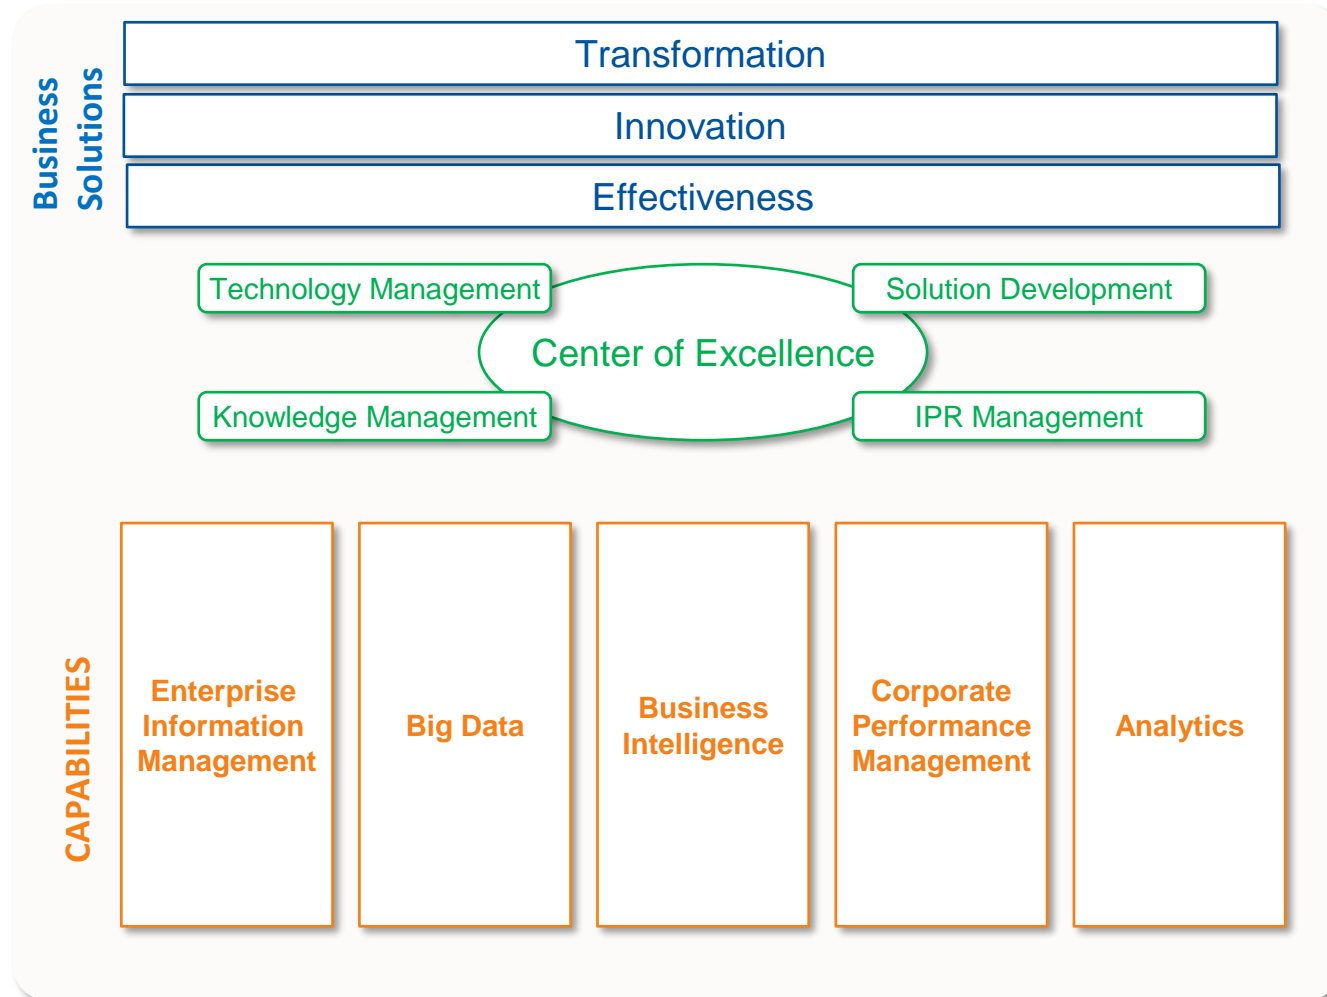 Business
Solutions
Transformation
Innovation
Effectiveness
Technology Management
Solution Development
Center of Excellence
Knowledge Management
IPR Management
CAPABILITIES
Enterprise
Information
Management
Big Data
Business
Intelligence
Corporate
Performance
Management
Analytics